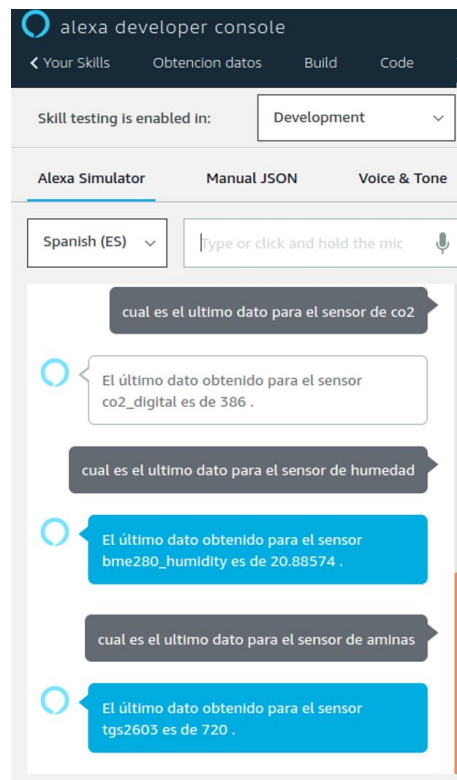 alexa developer console
Your Skills Obtencion datos Build Code
Skill testing is enabled in: Development
Alexa Simulator Manual JSON Voice & Tone
Spanish (ES) Type or click and hold the mic
cual es el ultimo dato para el sensor de co2
El último dato obtenido para el sensor
co2_digital es de 386 .
cual es el ultimo dato para el sensor de humedad
El último dato obtenido para el sensor
bme280_humidity es de 20.88574 .
cual es el ultimo dato para el sensor de aminas
El último dato obtenido para el sensor
tgs2603 es de 720 .